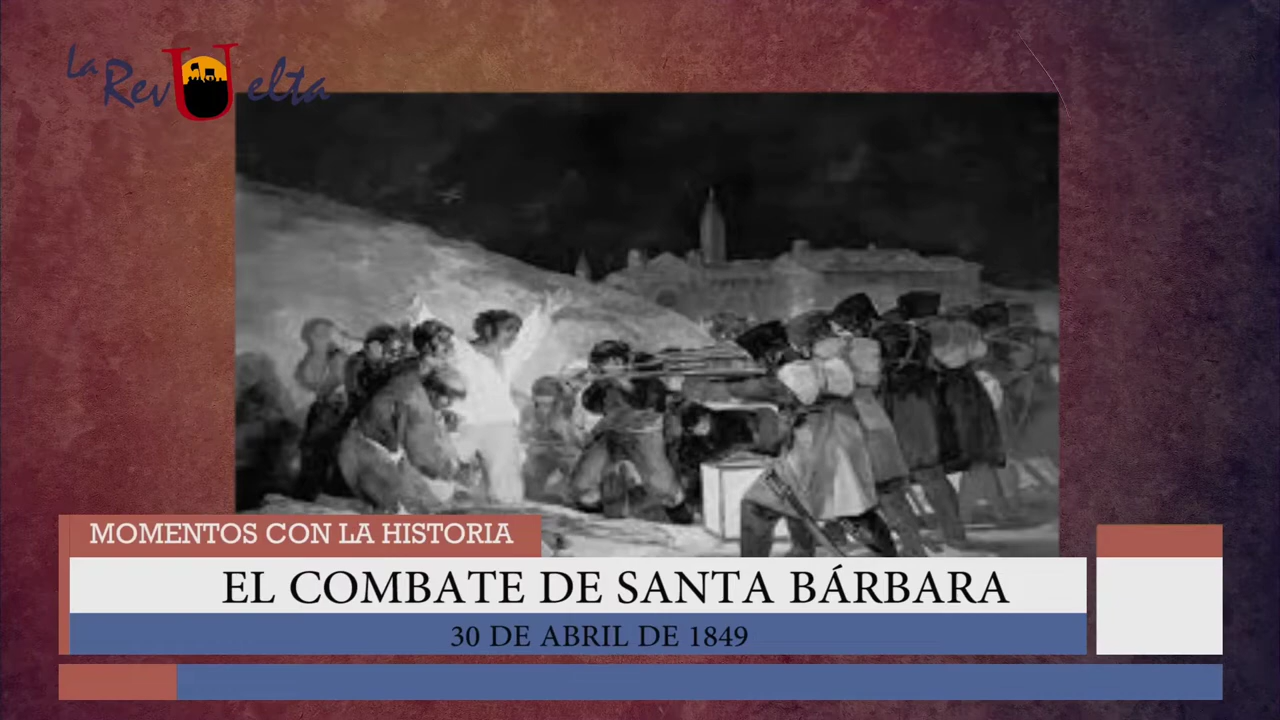 La RevUelta
MOMENTOS CON LA HISTORIA
EL COMBATE DE SANTA BÁRBARA
30 DE ABRIL DE 1849